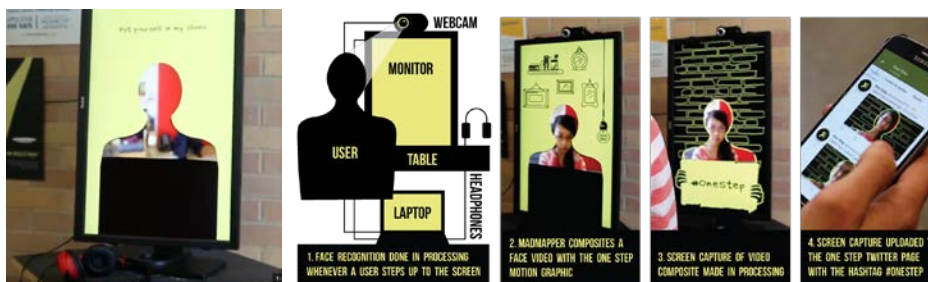 Put yourself in my place.
WEBCAM
MONITOR
USER
TABLE
HEADPHONES
LAPTOP
1. FACE RECOGNITION DONE IN PROCESSING
WHENEVER A USER STEPS UP TO THE SCREEN
2. MADMAPPER COMPOSITES A
FACE VIDEO WITH THE ONE STEP
MOTION GRAPHIC
#onestep
3. SCREEN CAPTURE OF VIDEO
COMPOSITE MADE IN PROCESSING
4. SCREEN CAPTURE UPLOADED T
THE ONE STEP TWITTER PAGE
WITH THE HASHTAG #ONESTEP